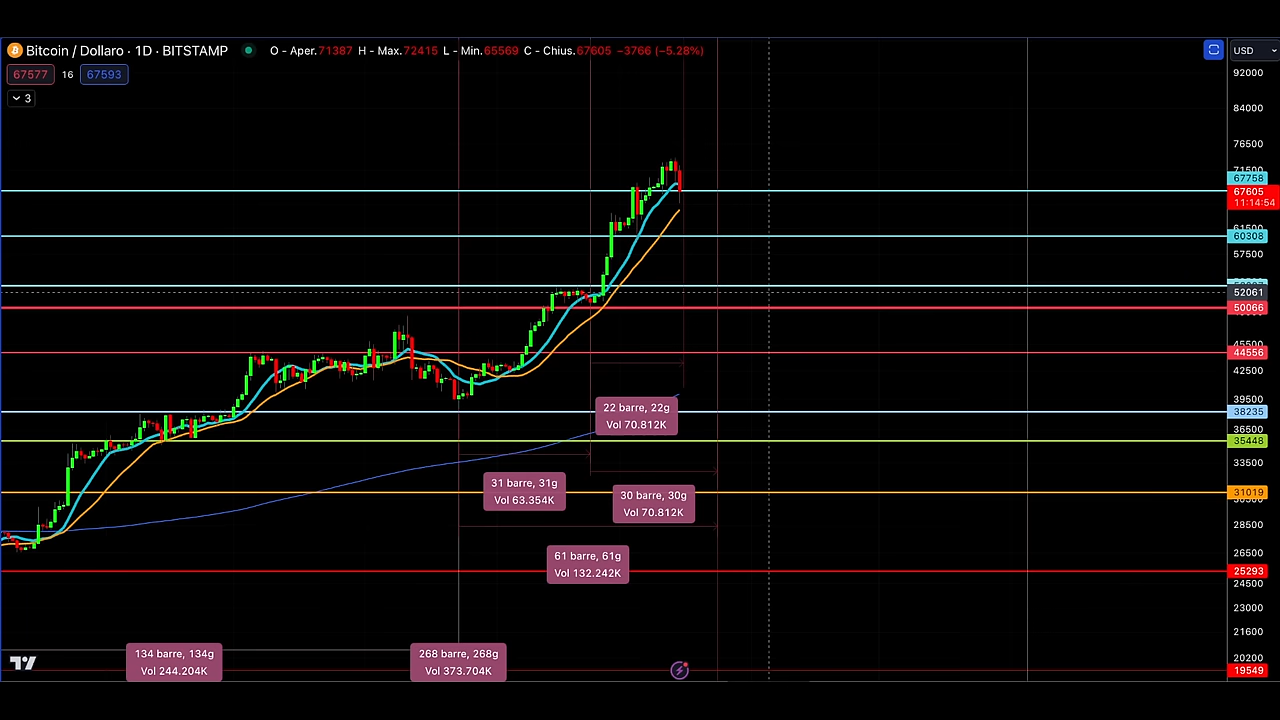 Bitcoin / Dollaro · 1D · BITSTAMP O - Aper.71387 H - Max.72415 L - Min.65569 C - Chius.67605 −3766 (−5.28%)
USD
67577 16 67593
3
92000
84000
76500
71500
67758
67605
11:14:54
61500
60308
57500
52061
50066
45500
44556
42500
39500
38235
36500
35448
33500
31019
30500
28500
26500
25293
24500
23000
21600
20200
19549
22 barre, 22g
Vol 70.812K
31 barre, 31g
Vol 63.354K
30 barre, 30g
Vol 70.812K
61 barre, 61g
Vol 132.242K
134 barre, 134g
Vol 244.204K
268 barre, 268g
Vol 373.704K